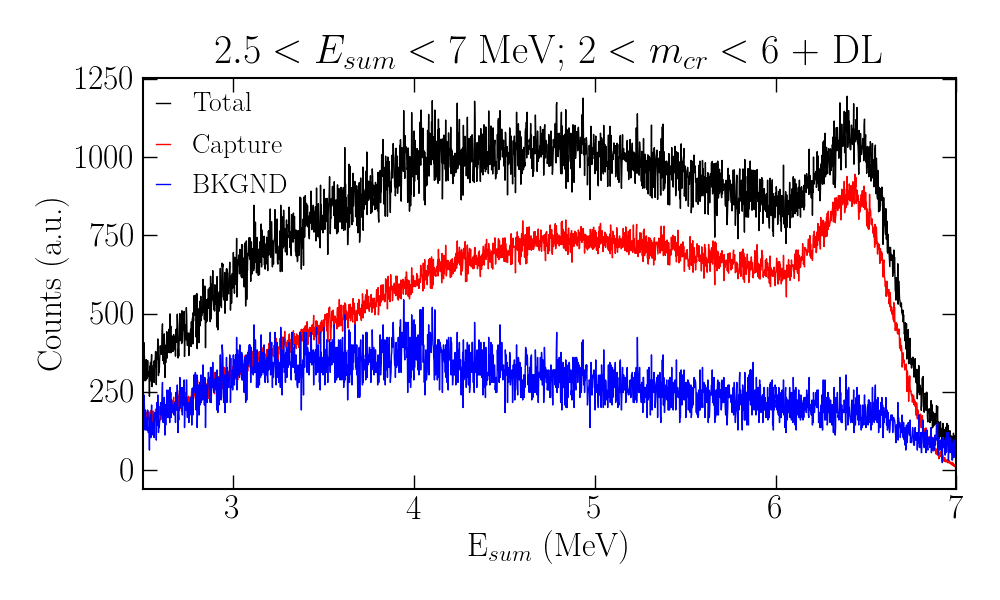 2.5 < E_sum < 7 MeV; 2 < m_cr < 6 + DL
1250
1000
750
500
250
0
Counts (a.u.)
Total
Capture
BKGND
3 4 5 6 7
E_sum (MeV)